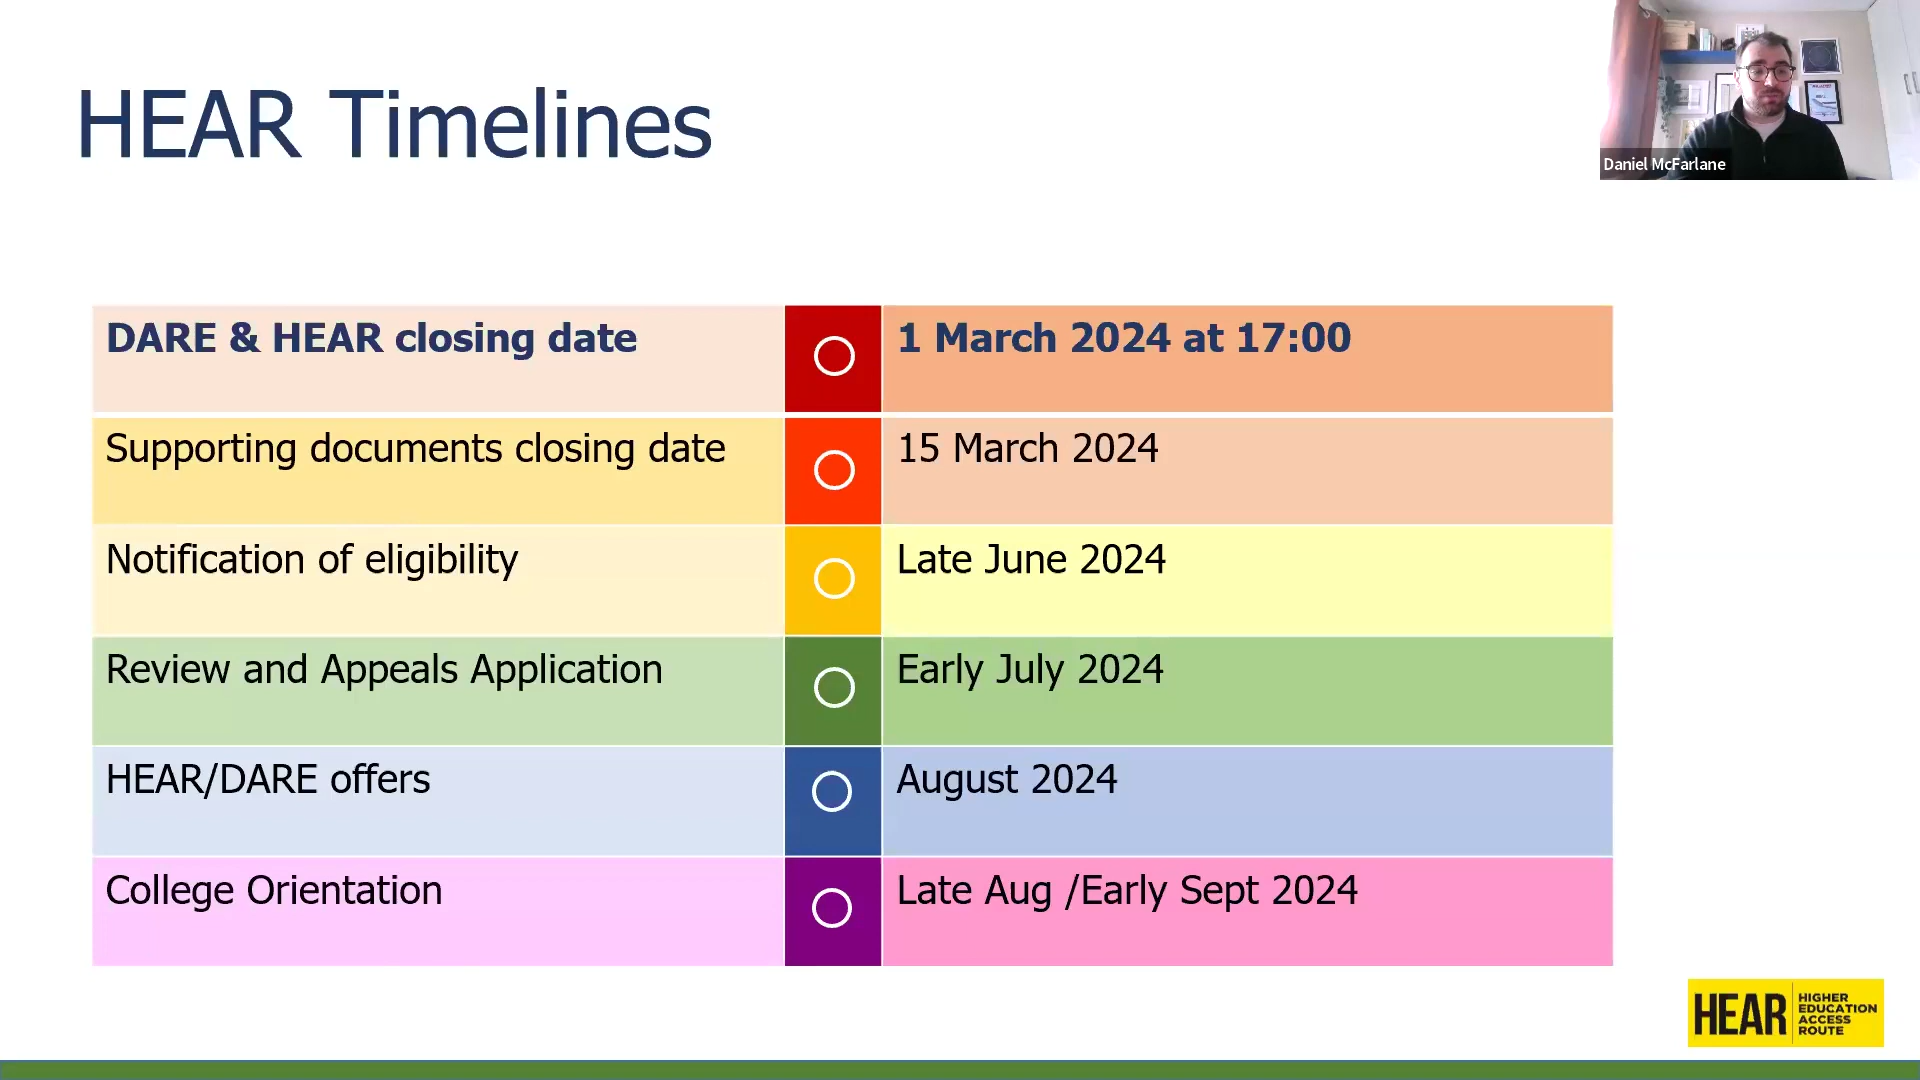 HEAR Timelines
Daniel McFarlane
DARE & HEAR closing date
1 March 2024 at 17:00
Supporting documents closing date
15 March 2024
Notification of eligibility
Late June 2024
Review and Appeals Application
Early July 2024
HEAR/DARE offers
August 2024
College Orientation
Late Aug /Early Sept 2024
HEAR
HIGHER
EDUCATION
ACCESS
ROUTE